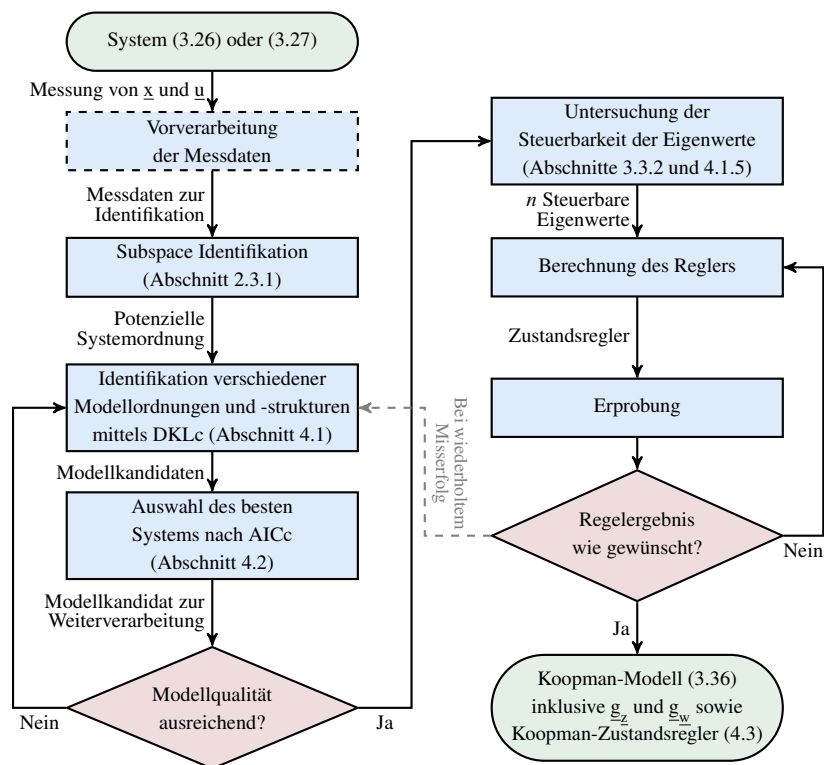 System (3.26) oder (3.27)
Messung von x und u
Vorverarbeitung
der Messdaten
Messdaten zur
Identifikation
Subspace Identifikation
(Abschnitt 2.3.1)
Potenzielle
Systemordnung
Identifikation verschiedener
Modellordnungen und -strukturen
mittels DKLc (Abschnitt 4.1)
Modellkandidaten
Auswahl des besten
Systems nach AICc
(Abschnitt 4.2)
Modellkandidat zur
Weiterverarbeitung
Modellqualität
ausreichend?
Nein
Ja
Untersuchung der
Steuerbarkeit der Eigenwerte
(Abschnitte 3.3.2 und 4.1.5)
n Steuerbare
Eigenwerte
Berechnung des Reglers
Zustandsregler
Erprobung
Regelergebnis
wie gewünscht?
Nein
Bei wiederholtem
Misserfolg
Ja
Koopman-Modell (3.36)
inklusive g_z und g_w sowie
Koopman-Zustandsregler (4.3)